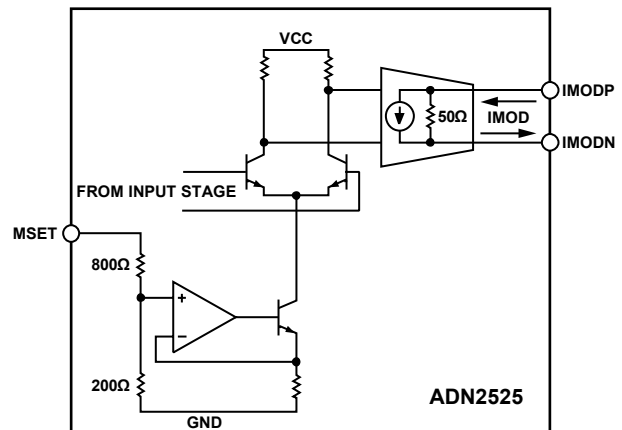 VCC
IMODP
50Ω
IMOD
IMODN
FROM INPUT STAGE
MSET
800Ω
+
–
200Ω
ADN2525
GND